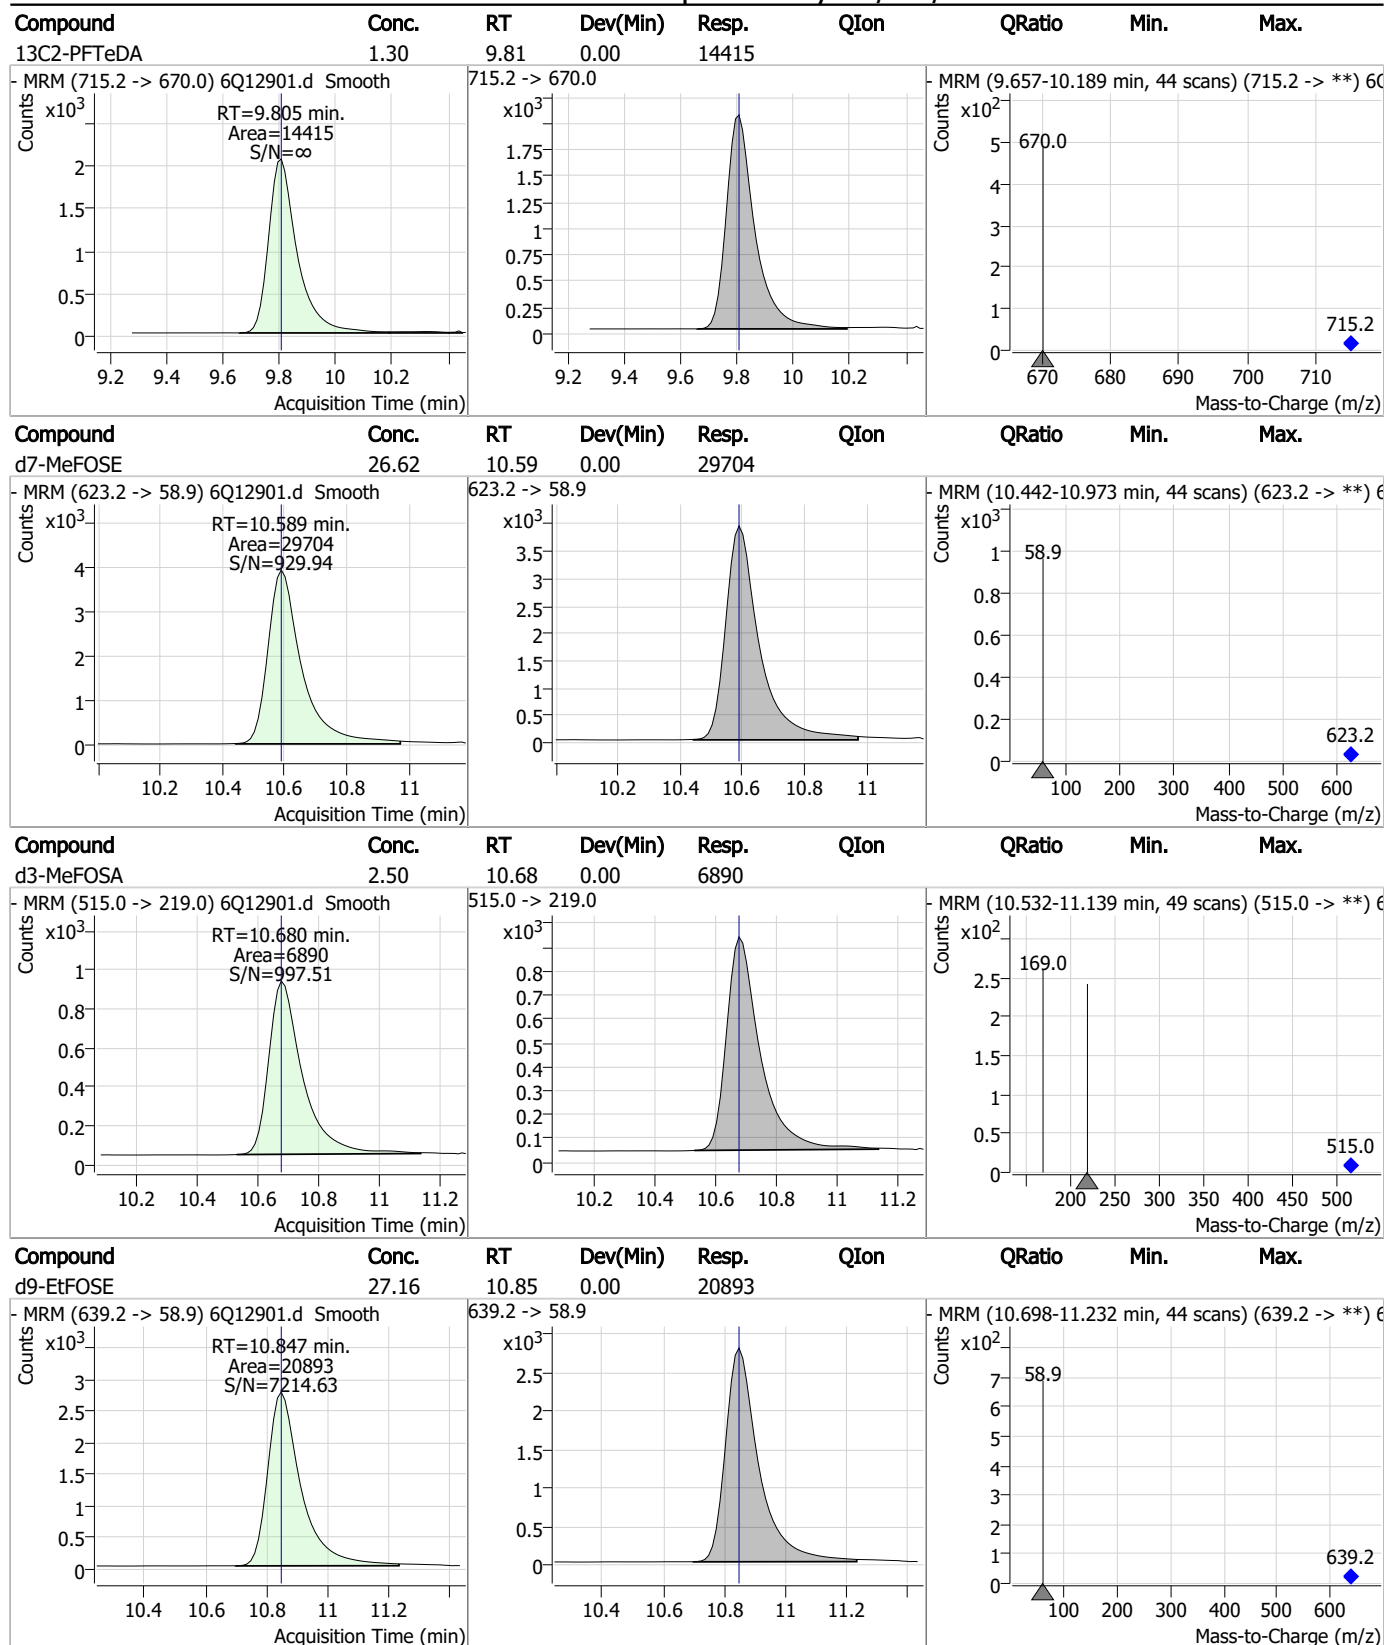 Compound Conc. RT Dev(Min) Resp. QIon QRatio Min. Max.
13C2-PFTeDA 1.30 9.81 0.00 14415
- MRM (715.2 -> 670.0) 6Q12901.d Smooth
Counts
x10³
RT=9.805 min.
Area=14415
S/N=∞
2
1.5
1
0.5
0
9.2 9.4 9.6 9.8 10 10.2
Acquisition Time (min)
715.2 -> 670.0
x10³
1.75
1.5
1.25
1
0.75
0.5
0.25
0
9.2 9.4 9.6 9.8 10 10.2
- MRM (9.657-10.189 min, 44 scans) (715.2 -> **)
Counts
x10²
5
4
3
2
1
0
670.0
715.2
670 680 690 700 710
Mass-to-Charge (m/z)
Compound Conc. RT Dev(Min) Resp. QIon QRatio Min. Max.
d7-MeFOSE 26.62 10.59 0.00 29704
- MRM (623.2 -> 58.9) 6Q12901.d Smooth
Counts
x10³
RT=10.589 min.
Area=29704
S/N=929.94
4
3
2
1
0
10.2 10.4 10.6 10.8 11
Acquisition Time (min)
623.2 -> 58.9
x10³
3.5
3
2.5
2
1.5
1
0.5
0
10.2 10.4 10.6 10.8 11
- MRM (10.442-10.973 min, 44 scans) (623.2 -> **)
Counts
x10³
1
0.8
0.6
0.4
0.2
0
58.9
623.2
100 200 300 400 500 600
Mass-to-Charge (m/z)
Compound Conc. RT Dev(Min) Resp. QIon QRatio Min. Max.
d3-MeFOSA 2.50 10.68 0.00 6890
- MRM (515.0 -> 219.0) 6Q12901.d Smooth
Counts
x10³
RT=10.680 min.
Area=6890
S/N=997.51
1
0.8
0.6
0.4
0.2
0
10.2 10.4 10.6 10.8 11 11.2
Acquisition Time (min)
515.0 -> 219.0
x10³
0.8
0.7
0.6
0.5
0.4
0.3
0.2
0.1
0
10.2 10.4 10.6 10.8 11 11.2
- MRM (10.532-11.139 min, 49 scans) (515.0 -> **)
Counts
x10²
2.5
2
1.5
1
0.5
0
169.0
515.0
200 250 300 350 400 450 500
Mass-to-Charge (m/z)
Compound Conc. RT Dev(Min) Resp. QIon QRatio Min. Max.
d9-EtFOSE 27.16 10.85 0.00 20893
- MRM (639.2 -> 58.9) 6Q12901.d Smooth
Counts
x10³
RT=10.847 min.
Area=20893
S/N=7214.63
3
2.5
2
1.5
1
0.5
0
10.4 10.6 10.8 11 11.2
Acquisition Time (min)
639.2 -> 58.9
x10³
2.5
2
1.5
1
0.5
0
10.4 10.6 10.8 11 11.2
- MRM (10.698-11.232 min, 44 scans) (639.2 -> **)
Counts
x10²
7
6
5
4
3
2
1
0
58.9
639.2
100 200 300 400 500 600
Mass-to-Charge (m/z)